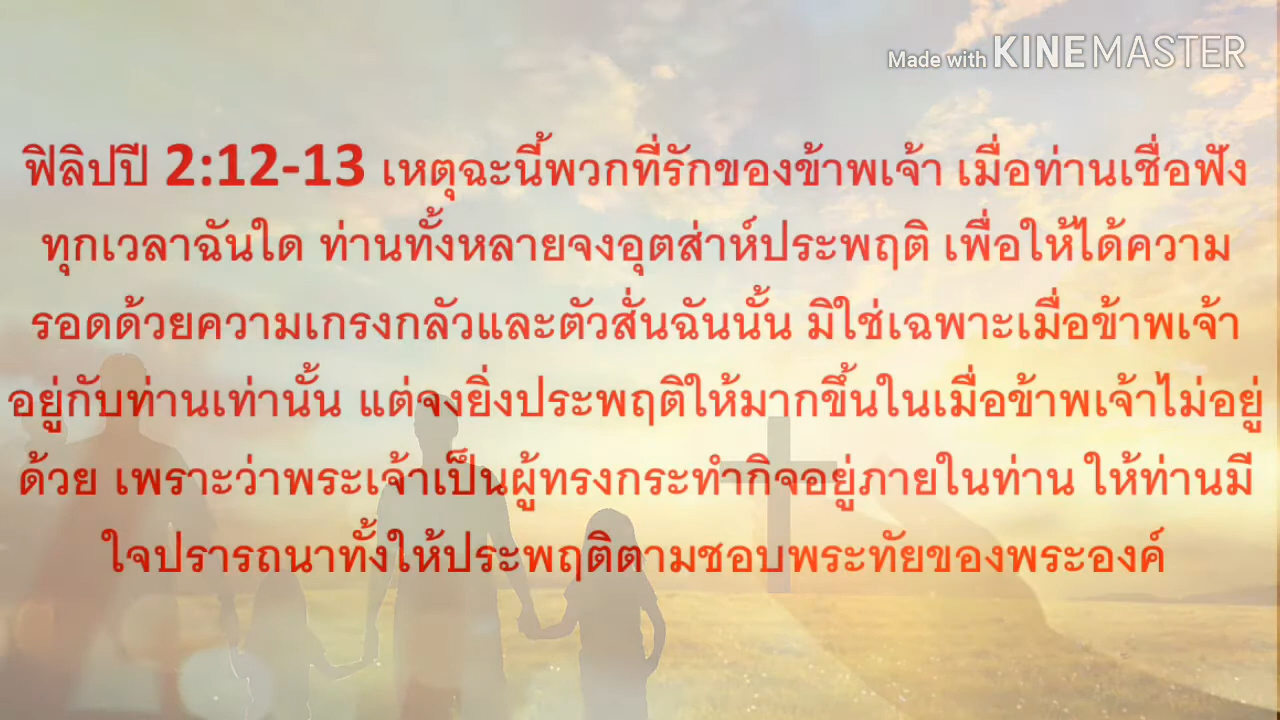 Made with KINEMASTER
ฟิลิปปี 2:12-13 เหตุฉะนี้พวกที่รักของข้าพเจ้า เมื่อท่านเชื่อฟัง
ทุกเวลาฉันใด ท่านทั้งหลายจงอุตส่าห์ประพฤติ เพื่อให้ได้ความ
รอดด้วยความเกรงกลัวและตัวสั่นฉันนั้น มิใช่เฉพาะเมื่อข้าพเจ้า
อยู่กับท่านเท่านั้น แต่จงยิ่งประพฤติให้มากขึ้นในเมื่อข้าพเจ้าไม่อยู่
ด้วย เพราะว่าพระเจ้าเป็นผู้ทรงกระทำกิจอยู่ภายในท่าน ให้ท่านมี
ใจปรารถนาทั้งให้ประพฤติตามชอบพระทัยของพระองค์